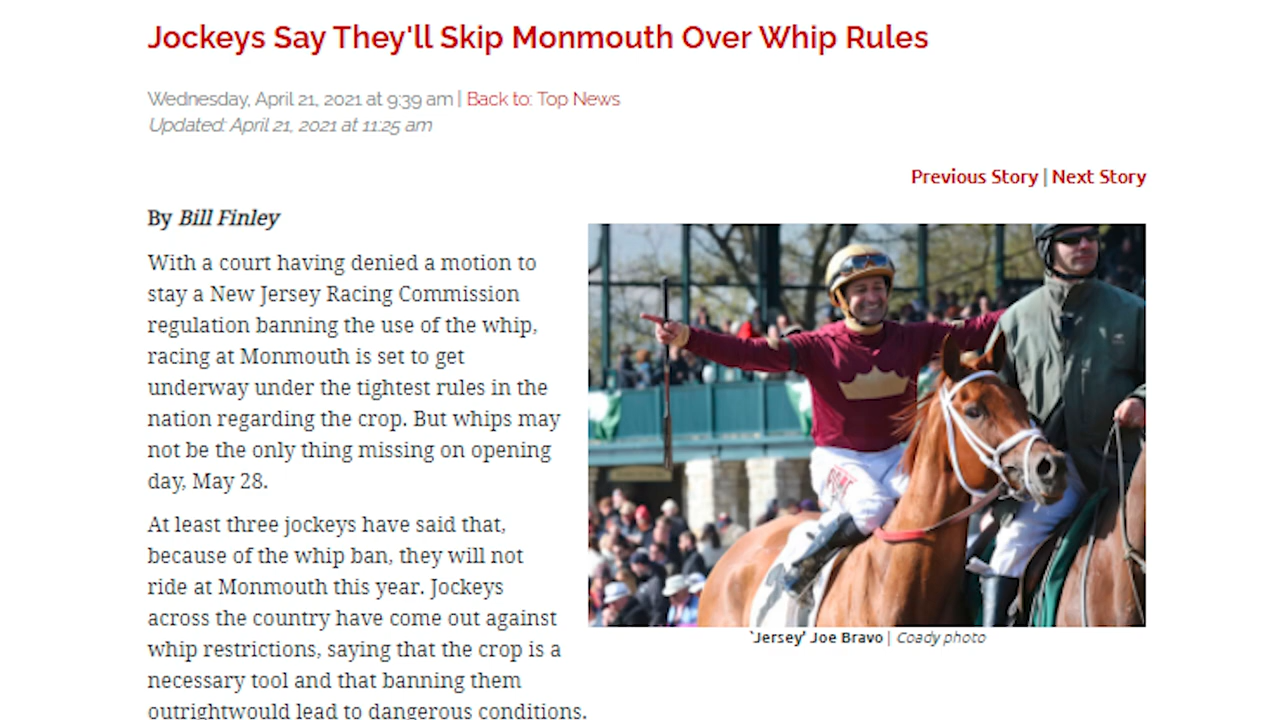 Jockeys Say They'll Skip Monmouth Over Whip Rules
Wednesday, April 21, 2021 at 9:39 am | Back to: Top News
Updated: April 21, 2021 at 11:25 am
Previous Story | Next Story
By Bill Finley
With a court having denied a motion to
stay a New Jersey Racing Commission
regulation banning the use of the whip,
racing at Monmouth is set to get
underway under the tightest rules in the
nation regarding the crop. But whips may
not be the only thing missing on opening
day, May 28.
At least three jockeys have said that,
because of the whip ban, they will not
ride at Monmouth this year. Jockeys
across the country have come out against
whip restrictions, saying that the crop is a
necessary tool and that banning them
outrightwould lead to dangerous conditions.
`Jersey' Joe Bravo | Coady photo